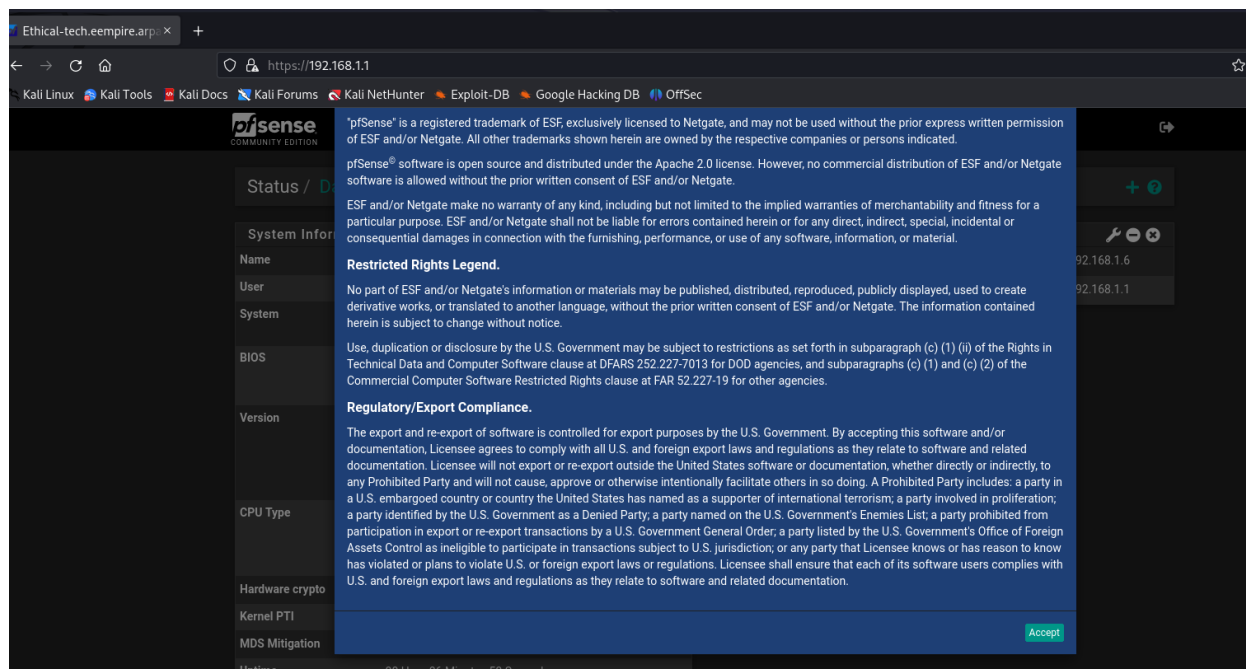 Ethical-tech.eempire.arpa × +
https://192.168.1.1
Kali Linux Kali Tools Kali Docs Kali Forums Kali NetHunter Exploit-DB Google Hacking DB OffSec
pfsense
COMMUNITY EDITION
"pfSense" is a registered trademark of ESF, exclusively licensed to Netgate, and may not be used without the prior express written permission
of ESF and/or Netgate. All other trademarks shown herein are owned by the respective companies or persons indicated.
pfSense® software is open source and distributed under the Apache 2.0 license. However, no commercial distribution of ESF and/or Netgate
software is allowed without the prior written consent of ESF and/or Netgate.
ESF and/or Netgate make no warranty of any kind, including but not limited to the implied warranties of merchantability and fitness for a
particular purpose. ESF and/or Netgate shall not be liable for errors contained herein or for any direct, indirect, special, incidental or
consequential damages in connection with the furnishing, performance, or use of any software, information, or material.
Restricted Rights Legend.
No part of ESF and/or Netgate's information or materials may be published, distributed, reproduced, publicly displayed, used to create
derivative works, or translated to another language, without the prior written consent of ESF and/or Netgate. The information contained
herein is subject to change without notice.
Use, duplication or disclosure by the U.S. Government may be subject to restrictions as set forth in subparagraph (c) (1) (ii) of the Rights in
Technical Data and Computer Software clause at DFARS 252.227-7013 for DOD agencies, and subparagraphs (c) (1) and (c) (2) of the
Commercial Computer Software Restricted Rights clause at FAR 52.227-19 for other agencies.
Regulatory/Export Compliance.
The export and re-export of software is controlled for export purposes by the U.S. Government. By accepting this software and/or
documentation, Licensee agrees to comply with all U.S. and foreign export laws and regulations as they relate to software and related
documentation. Licensee will not export or re-export outside the United States software or documentation, whether directly or indirectly, to
any Prohibited Party and will not cause, approve or otherwise intentionally facilitate others in so doing. A Prohibited Party includes: a party in
a U.S. embargoed country or country the United States has named as a supporter of international terrorism; a party involved in proliferation;
a party identified by the U.S. Government as a Denied Party; a party named on the U.S. Government's Enemies List; a party prohibited from
participation in export or re-export transactions by a U.S. Government General Order; a party listed by the U.S. Government's Office of Foreign
Assets Control as ineligible to participate in transactions subject to U.S. jurisdiction; or any party that Licensee knows or has reason to know
has violated or plans to violate U.S. or foreign export laws or regulations. Licensee shall ensure that each of its software users complies with
U.S. and foreign export laws and regulations as they relate to software and related documentation.
Accept
Status / Da
System Infor
Name
User
System
BIOS
Version
CPU Type
Hardware crypto
Kernel PTI
MDS Mitigation
92.168.1.6
92.168.1.1